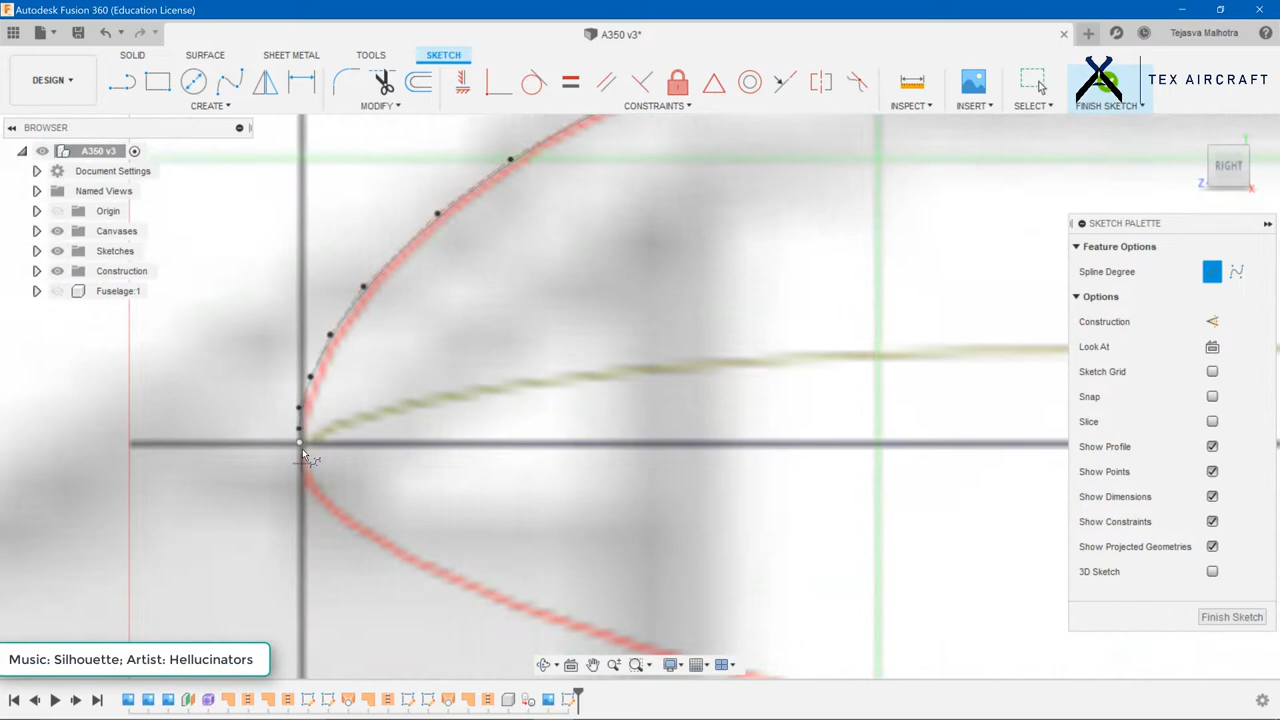 Autodesk Fusion 360 (Education License)
A350 v3*
Tejasva Malhotra
DESIGN
SOLID SURFACE SHEET METAL TOOLS SKETCH
CREATE MODIFY CONSTRAINTS INSPECT INSERT SELECT FINISH SKETCH
TEX AIRCRAFT
BROWSER
A350 v3
Document Settings
Named Views
Origin
Canvases
Sketches
Construction
Fuselage:1
RIGHT
Y
Z
X
SKETCH PALETTE
Feature Options
Spline Degree
Options
Construction
Look At
Sketch Grid
Snap
Slice
Show Profile
Show Points
Show Dimensions
Show Constraints
Show Projected Geometries
3D Sketch
Finish Sketch
Music: Silhouette; Artist: Hellucinators